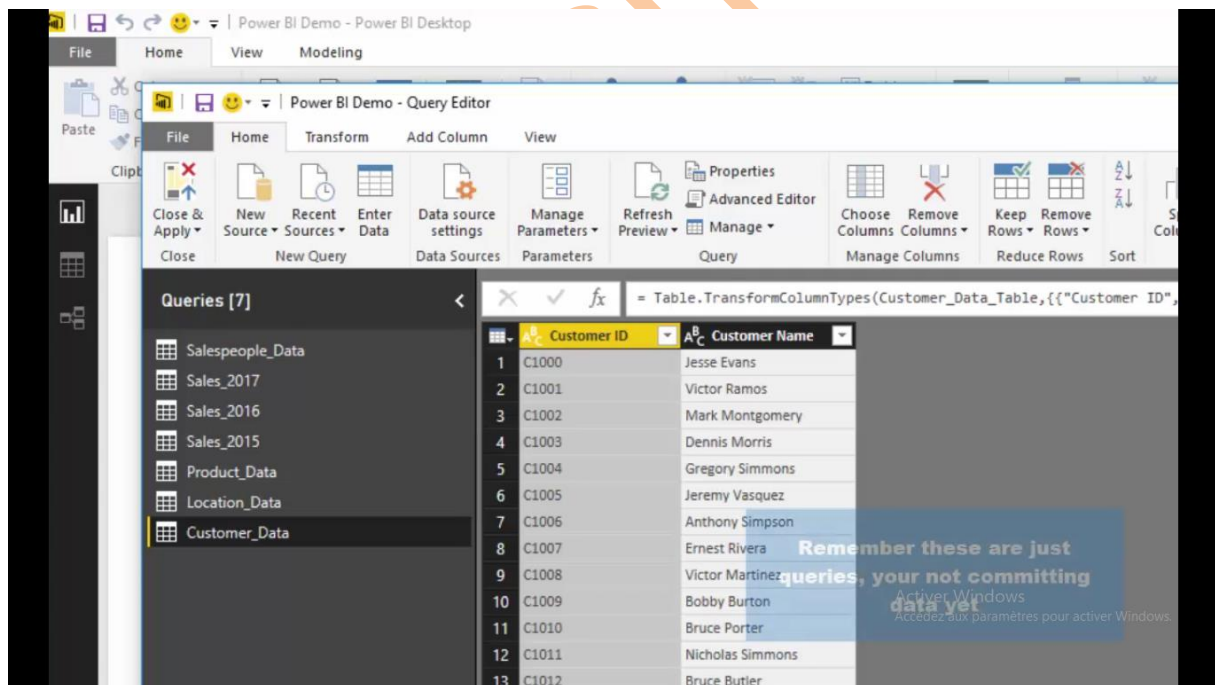 Power BI Demo - Power BI Desktop
File Home View Modeling
Paste
Power BI Demo - Query Editor
File Home Transform Add Column View
Close & Apply
New Source
Recent Sources
Enter Data
Data source settings
Manage Parameters
Refresh Preview
Properties
Advanced Editor
Manage
Choose Columns
Remove Columns
Keep Rows
Remove Rows
Close New Query Data Sources Parameters Query Manage Columns Reduce Rows Sort
Queries [7]
Salespeople_Data
Sales_2017
Sales_2016
Sales_2015
Product_Data
Location_Data
Customer_Data
fx = Table.TransformColumnTypes(Customer_Data_Table,{{"Customer ID",
ABC Customer ID ABC Customer Name
1 C1000 Jesse Evans
2 C1001 Victor Ramos
3 C1002 Mark Montgomery
4 C1003 Dennis Morris
5 C1004 Gregory Simmons
6 C1005 Jeremy Vasquez
7 C1006 Anthony Simpson
8 C1007 Ernest Rivera
9 C1008 Victor Martinez
10 C1009 Bobby Burton
11 C1010 Bruce Porter
12 C1011 Nicholas Simmons
13 C1012 Bruce Butler
Remember these are just
queries, your not committing
data yet
Activer Windows
Accédez aux paramètres pour activer Windows.